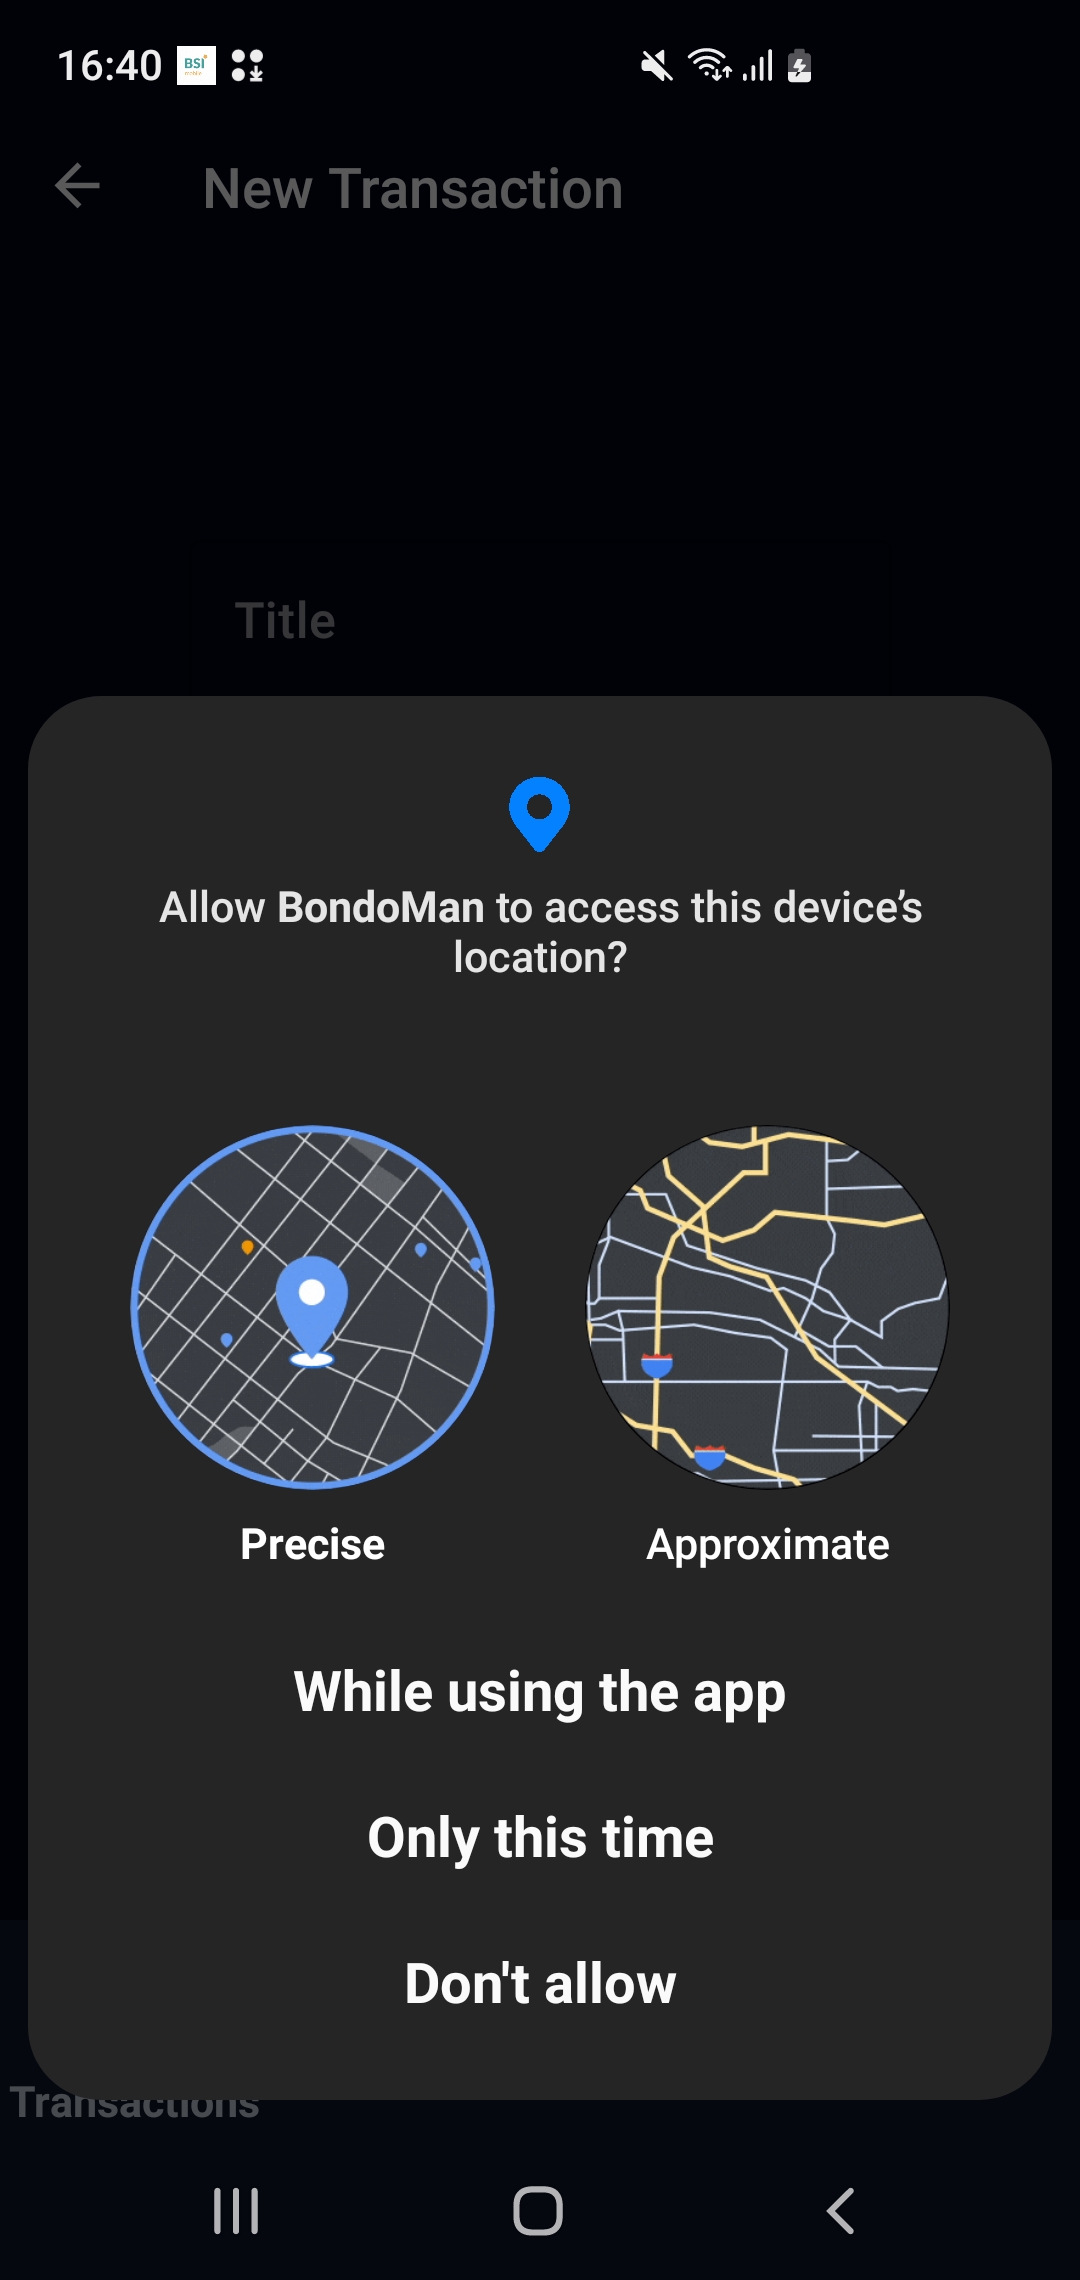 16:40 BSI mobile
New Transaction
Title
Allow BondoMan to access this device’s
location?
Precise
Approximate
While using the app
Only this time
Don't allow
Transactions